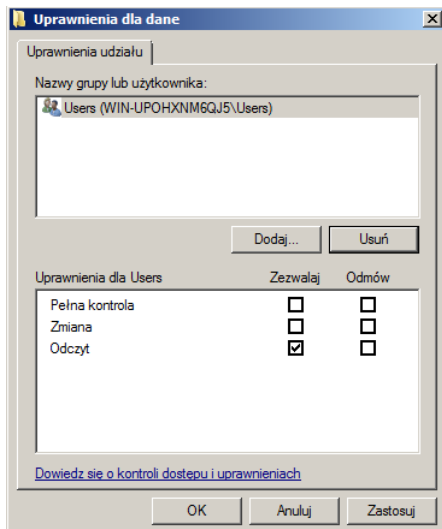 Uprawnienia dla dane
Uprawnienia udziału
Nazwy grupy lub użytkownika:
Users (WIN-UPOHXNM6QJ5\Users)
Dodaj... Usuń
Uprawnienia dla Users Zezwalaj Odmów
Pełna kontrola
Zmiana
Odczyt
Dowiedz się o kontroli dostępu i uprawnieniach
OK Anuluj Zastosuj